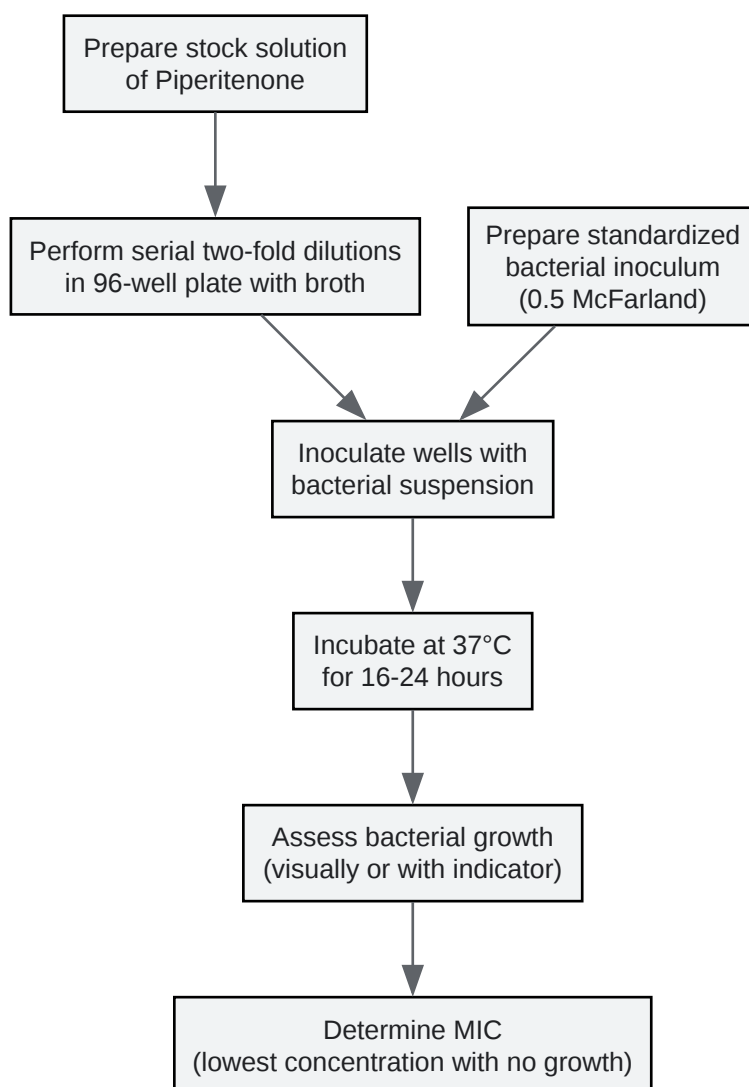 Prepare stock solution
of Piperitenone
Perform serial two-fold dilutions
in 96-well plate with broth
Prepare standardized
bacterial inoculum
(0.5 McFarland)
Inoculate wells with
bacterial suspension
Incubate at 37°C
for 16-24 hours
Assess bacterial growth
(visually or with indicator)
Determine MIC
(lowest concentration with no growth)